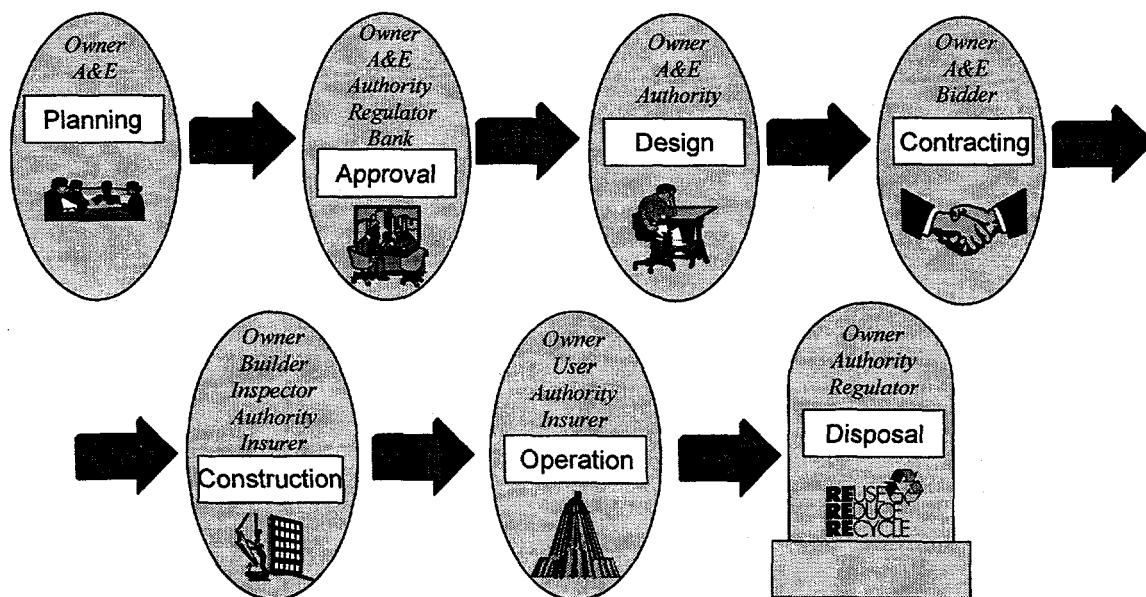 Owner
A&E
Planning
Owner
A&E
Authority
Regulator
Bank
Approval
Owner
A&E
Authority
Design
Owner
A&E
Bidder
Contracting
Owner
Builder
Inspector
Authority
Insurer
Construction
Owner
User
Authority
Insurer
Operation
Owner
Authority
Regulator
Disposal
REUSE
REDUCE
RECYCLE